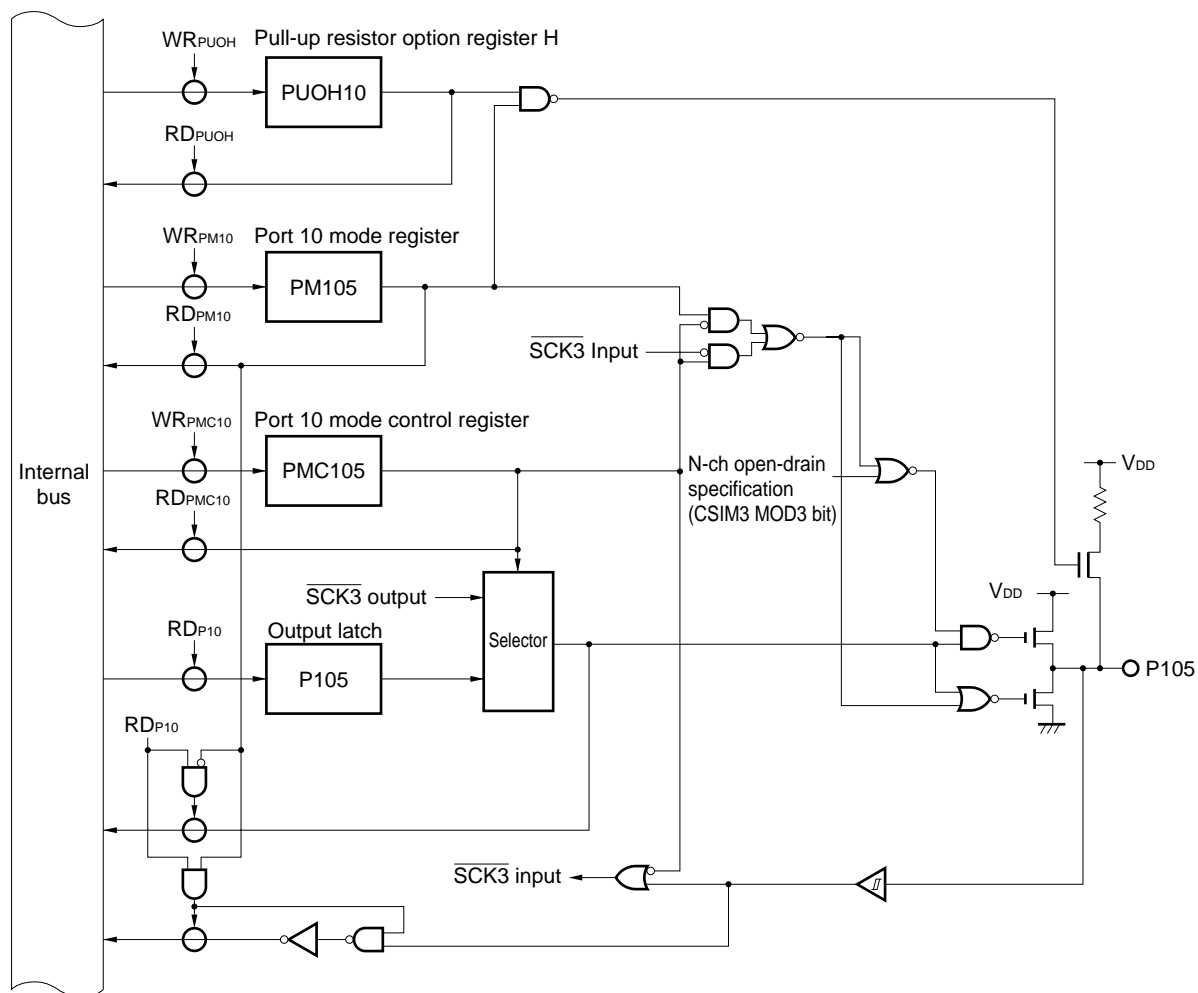 WRPUOH
Pull-up resistor option register H
PUOH10
RDPUOH
WRPM10
Port 10 mode register
PM105
RDPM10
SCK3 Input
WRPMC10
Port 10 mode control register
PMC105
Internal
bus
RDPMC10
N-ch open-drain
specification
(CSIM3 MOD3 bit)
VDD
SCK3 output
VDD
RDP10
Output latch
P105
Selector
P105
RDP10
SCK3 input